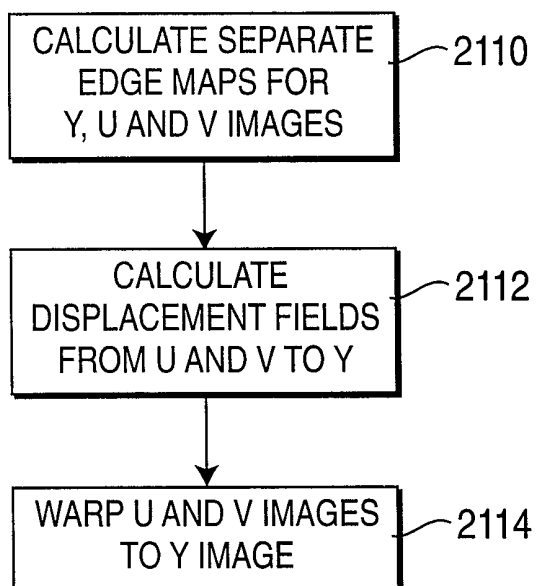 CALCULATE SEPARATE
EDGE MAPS FOR
Y, U AND V IMAGES
2110
CALCULATE
DISPLACEMENT FIELDS
FROM U AND V TO Y
2112
WARP U AND V IMAGES
TO Y IMAGE
2114